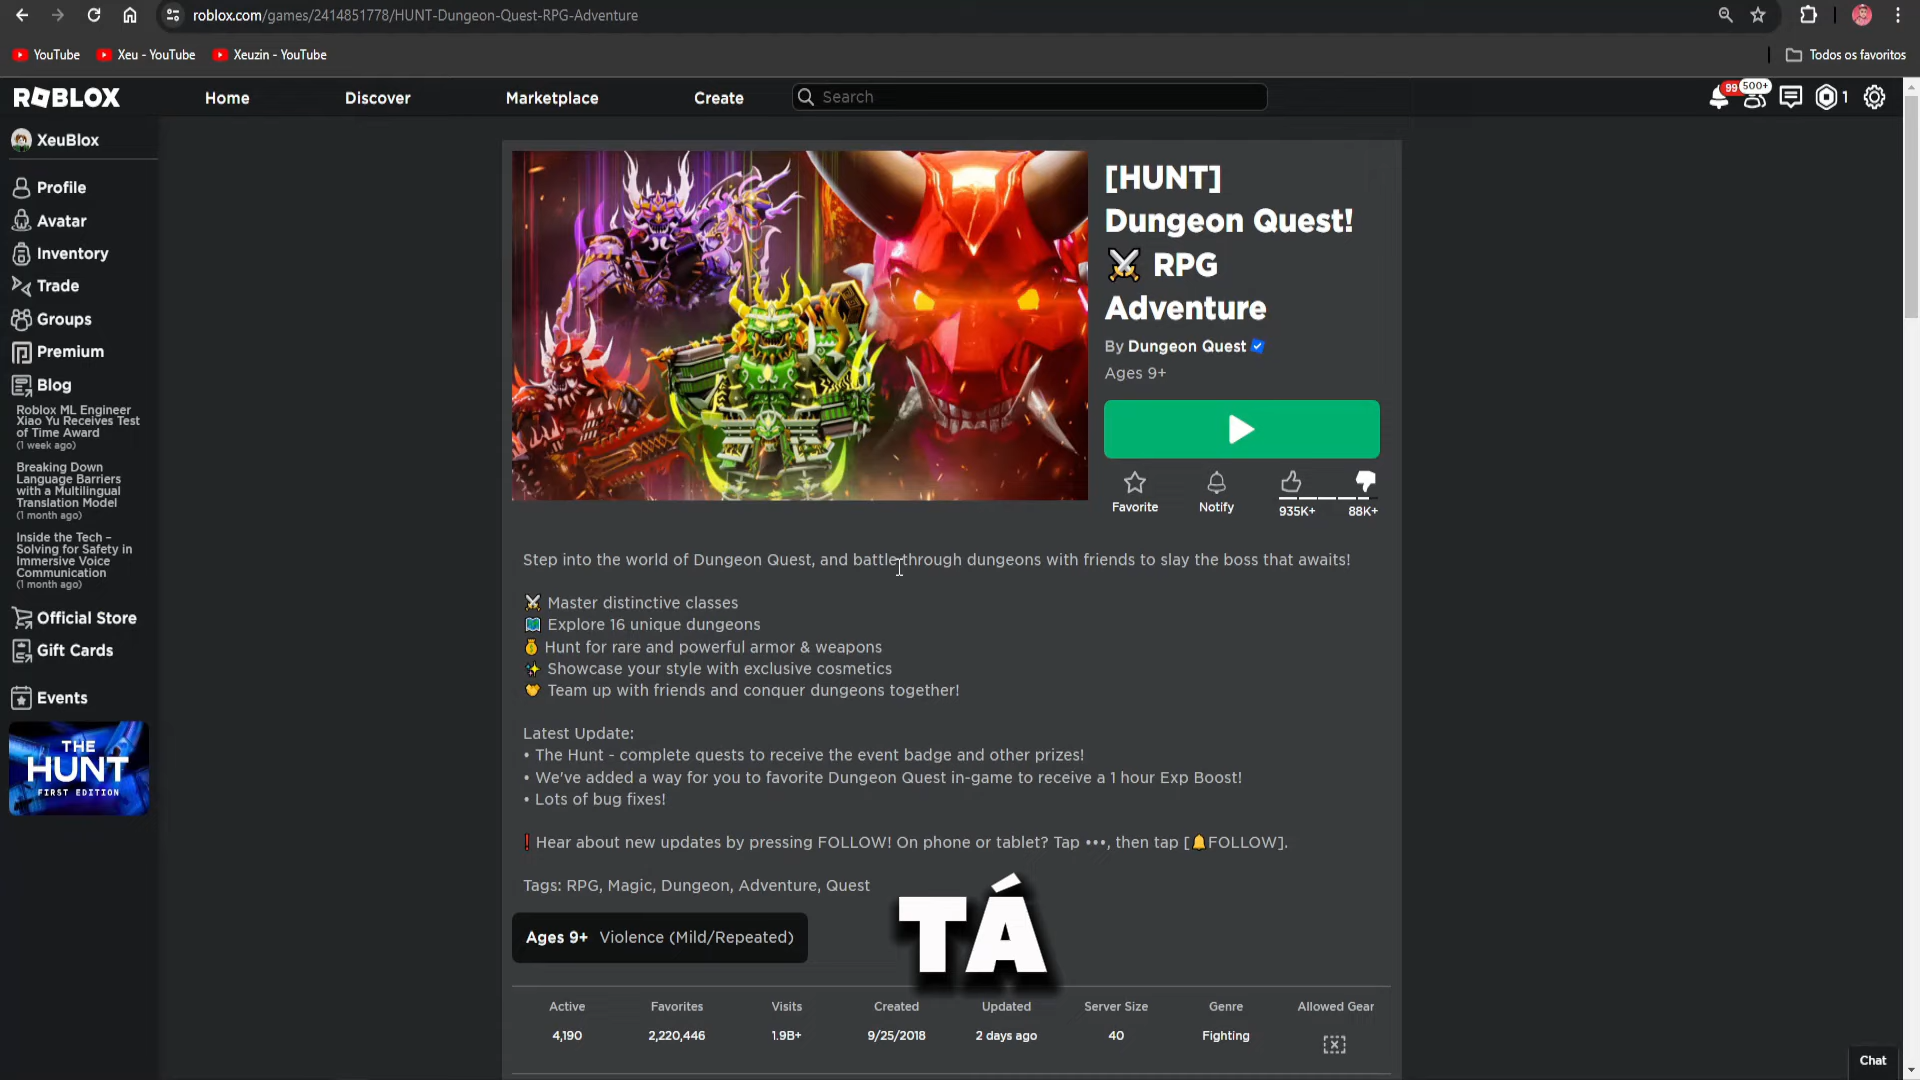 roblox.com/games/2414851778/HUNT-Dungeon-Quest-RPG-Adventure
YouTube
Xeu - YouTube
Xeuzin - YouTube
Todos os favoritos
ROBLOX
Home
Discover
Marketplace
Create
Search
99
500+
1
XeuBlox
Profile
Avatar
Inventory
Trade
Groups
Premium
Blog
Roblox ML Engineer
Xiao Yu Receives Test
of Time Award
(1 week ago)
Breaking Down
Language Barriers
with a Multilingual
Translation Model
(1 month ago)
Inside the Tech –
Solving for Safety in
Immersive Voice
Communication
(1 month ago)
Official Store
Gift Cards
Events
THE
HUNT
FIRST EDITION
[HUNT]
Dungeon Quest!
⚔️ RPG
Adventure
By Dungeon Quest
Ages 9+
Favorite
Notify
935K+
88K+
Step into the world of Dungeon Quest, and battle through dungeons with friends to slay the boss that awaits!
⚔️ Master distinctive classes
🗺️ Explore 16 unique dungeons
💰 Hunt for rare and powerful armor & weapons
✨ Showcase your style with exclusive cosmetics
🤝 Team up with friends and conquer dungeons together!
Latest Update:
• The Hunt - complete quests to receive the event badge and other prizes!
• We've added a way for you to favorite Dungeon Quest in-game to receive a 1 hour Exp Boost!
• Lots of bug fixes!
❗Hear about new updates by pressing FOLLOW! On phone or tablet? Tap •••, then tap [🔔FOLLOW].
Tags: RPG, Magic, Dungeon, Adventure, Quest
TÁ
Ages 9+ Violence (Mild/Repeated)
Active Favorites Visits Created Updated Server Size Genre Allowed Gear
4,190 2,220,446 1.9B+ 9/25/2018 2 days ago 40 Fighting
Chat